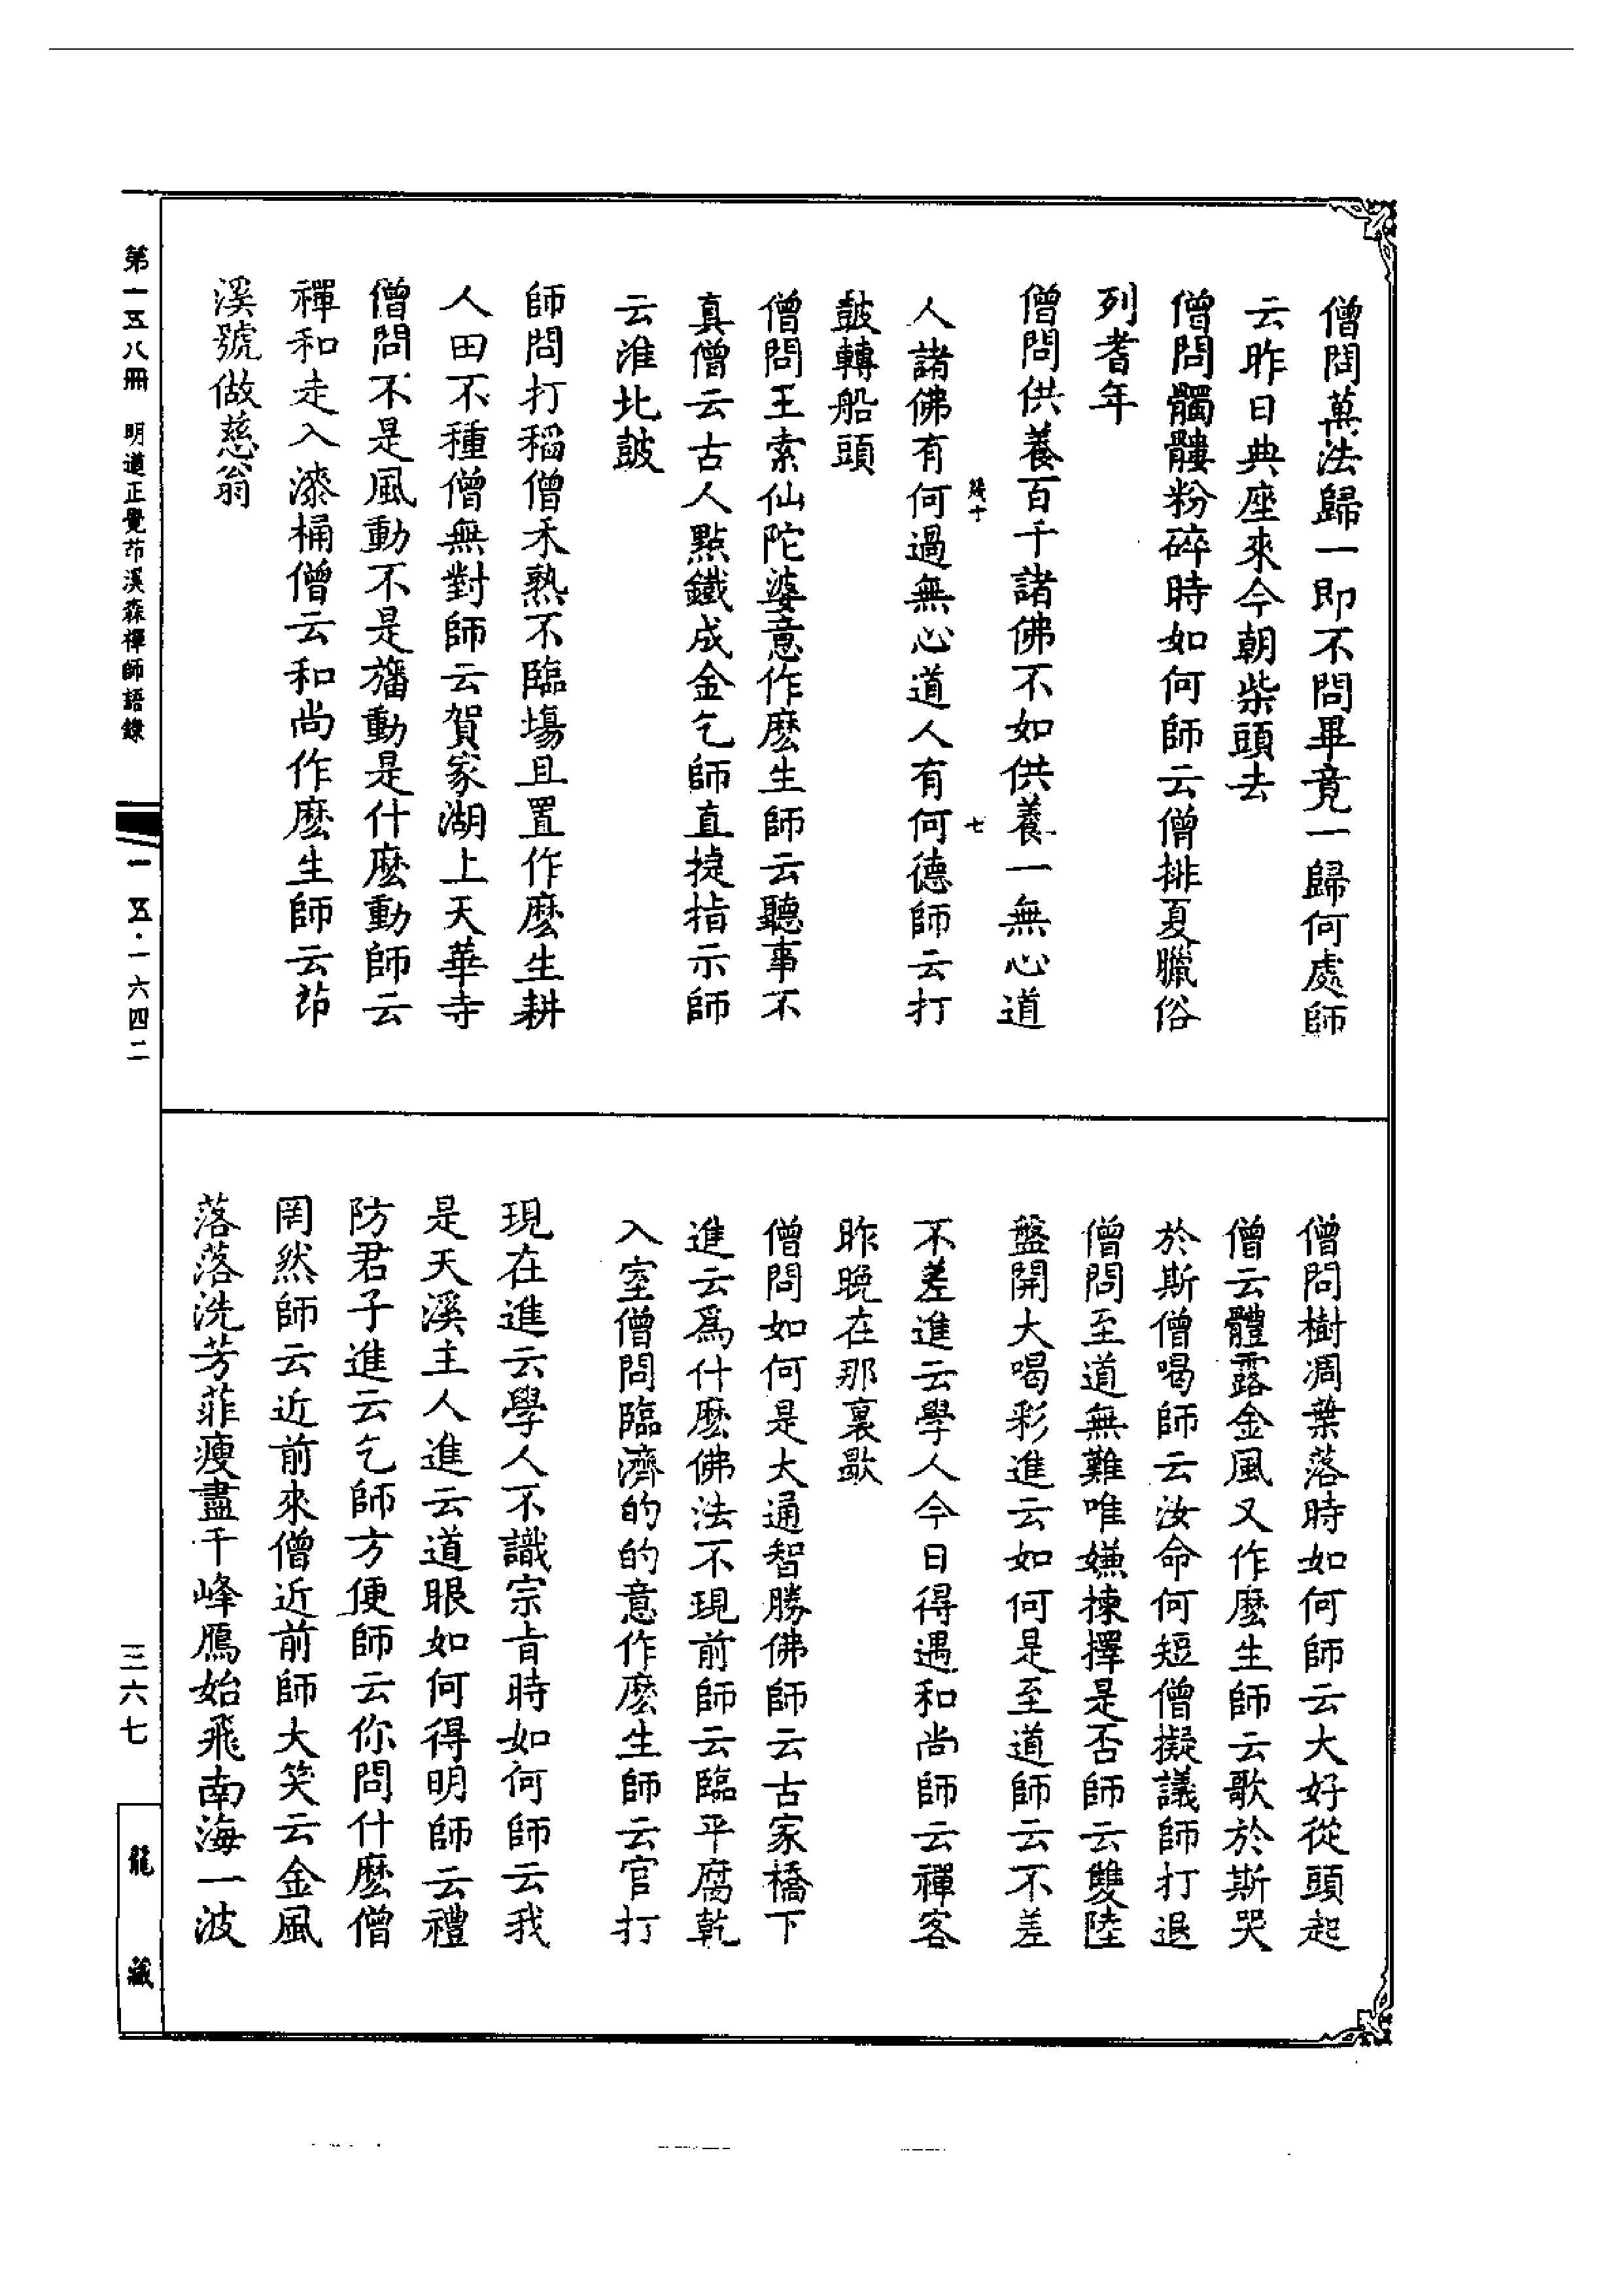 僧問萬法歸一即不問畢竟一歸何處師
云昨日典座來今朝柴頭去
僧問髑髏粉碎時如何師云僧排夏臘俗
列耆年
僧問供養百千諸佛不如供養一無心道
人諸佛有何過無心道人有何德師云打
鼓轉船頭
僧問王索仙陀婆意作麽生師云聽事不
真僧云古人點鐵成金乞師直捷指示師
云淮北鼓
師問打稻僧禾熟不臨塲且置作麽生耕
人田不種僧無對師云賀家湖上天華寺
僧問不是風動不是旛動是什麽動師云
禪和走入漆桶僧云和尚作麽生師云茆
溪號做慈翁
十
七
僧問樹凋葉落時如何師云大好從頭起
僧云體露金風又作麽生師云歌於斯哭
於斯僧喝師云汝命何短僧擬議師打退
僧問至道無難唯嫌揀擇是否師云雙陸
盤開大喝彩進云如何是至道師云不差
不差進云學人今日得遇和尚師云禪客
昨晚在那裏歇
僧問如何是大通智勝佛師云古家橋下
進云爲什麽佛法不現前師云臨平腐乾
入室僧問臨濟的的意作麽生師云官打
現在進云學人不識宗旨時如何師云我
是天溪主人進云道眼如何得明師云禮
防君子進云乞師方便師云你問什麽僧
罔然師云近前來僧近前師大笑云金風
落落洗芳菲瘦盡千峰鴈始飛南海一波
第一五八冊 明道正覺茆溪森禪師語錄
一五·一六四二
三六七
龍藏